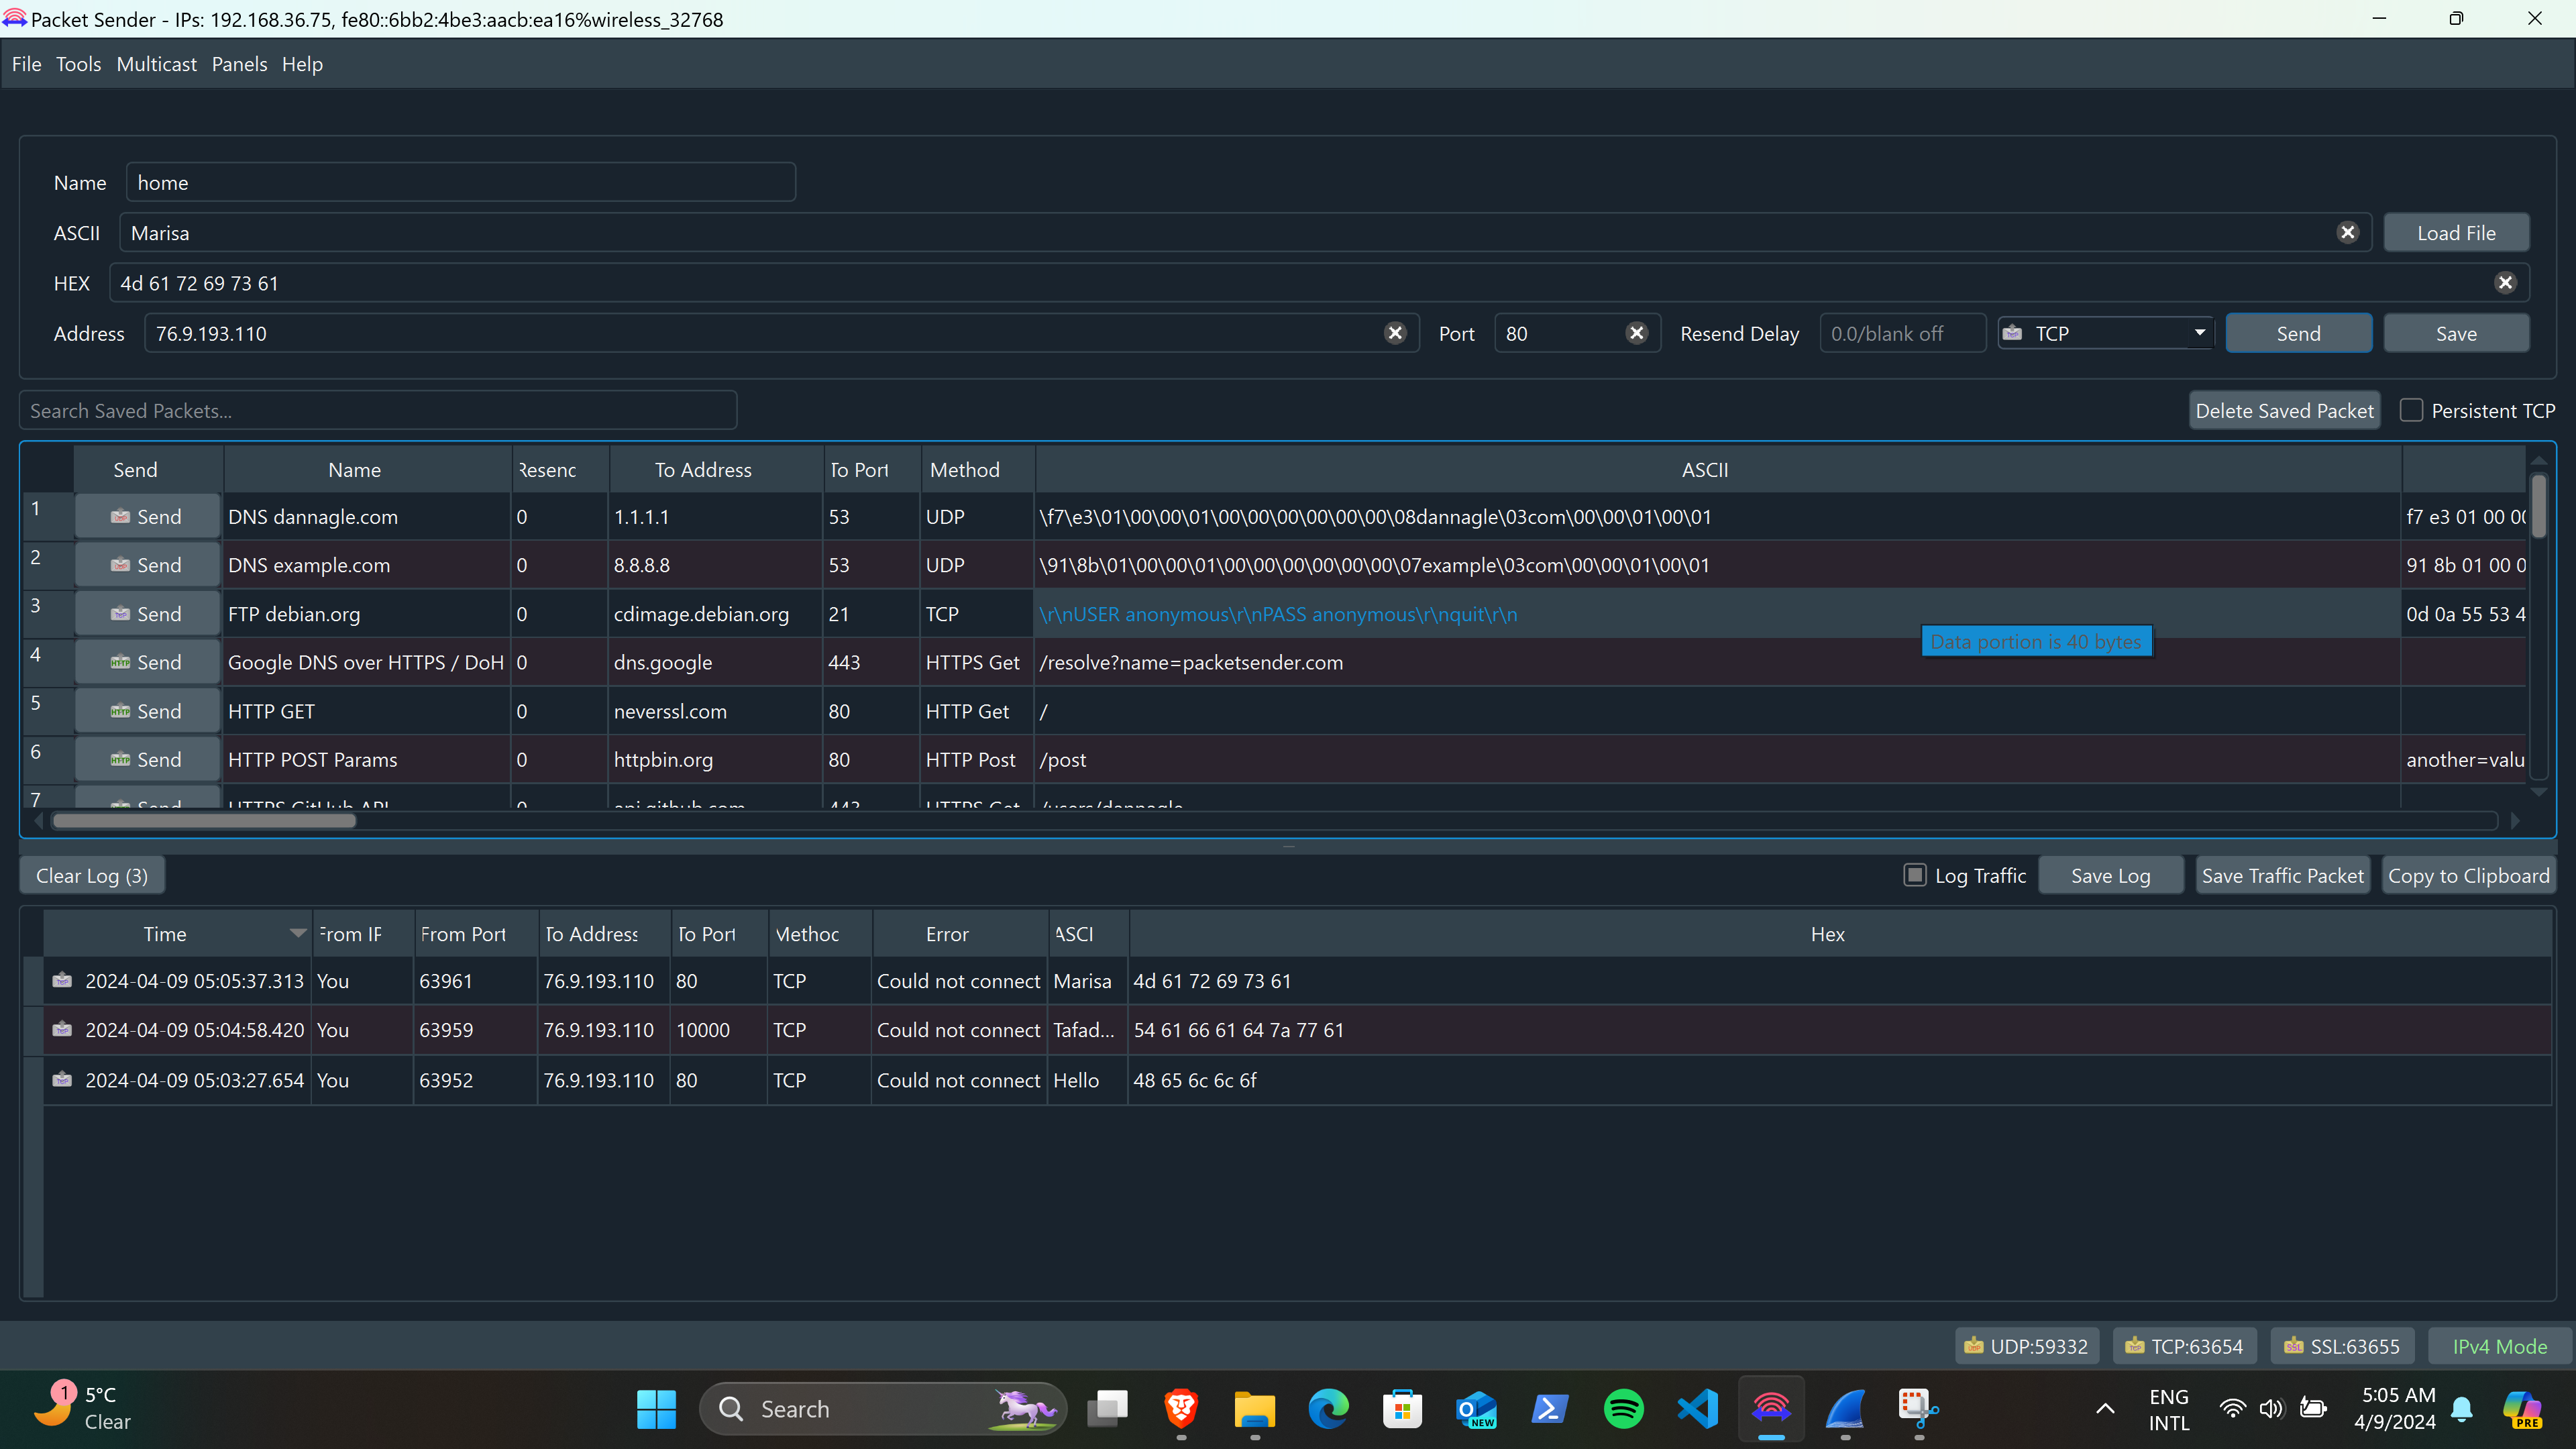 Packet Sender - IPs: 192.168.36.75, fe80::6bb2:4be3:aacb:ea16%wireless_32768
File Tools Multicast Panels Help
Name home
ASCII Marisa Load File
HEX 4d 61 72 69 73 61
Address 76.9.193.110 Port 80 Resend Delay 0.0/blank off TCP Send Save
Search Saved Packets... Delete Saved Packet Persistent TCP
Send Name Resend To Address To Port Method ASCII
1 Send DNS dannagle.com 0 1.1.1.1 53 UDP \f7\e3\01\00\00\01\00\00\00\00\00\00\08dannagle\03com\00\00\01\00\01 f7 e3 01 00 00
2 Send DNS example.com 0 8.8.8.8 53 UDP \91\8b\01\00\00\01\00\00\00\00\00\00\07example\03com\00\00\01\00\01 91 8b 01 00 0
3 Send FTP debian.org 0 cdimage.debian.org 21 TCP \r\nUSER anonymous\r\nPASS anonymous\r\nquit\r\n 0d 0a 55 53 4
Data portion is 40 bytes
4 Send Google DNS over HTTPS / DoH 0 dns.google 443 HTTPS Get /resolve?name=packetsender.com
5 Send HTTP GET 0 neverssl.com 80 HTTP Get /
6 Send HTTP POST Params 0 httpbin.org 80 HTTP Post /post another=valu
7 Send HTTPS GitHub API 0 api.github.com 443 HTTPS Get /users/dannagle
Clear Log (3) Log Traffic Save Log Save Traffic Packet Copy to Clipboard
Time From IP From Port To Address To Port Method Error ASCI Hex
2024-04-09 05:05:37.313 You 63961 76.9.193.110 80 TCP Could not connect Marisa 4d 61 72 69 73 61
2024-04-09 05:04:58.420 You 63959 76.9.193.110 10000 TCP Could not connect Tafad... 54 61 66 61 64 7a 77 61
2024-04-09 05:03:27.654 You 63952 76.9.193.110 80 TCP Could not connect Hello 48 65 6c 6c 6f
UDP:59332 TCP:63654 SSL:63655 IPv4 Mode
1 5°C
Clear
Search
NEW
ENG
INTL
5:05 AM
4/9/2024
PRE